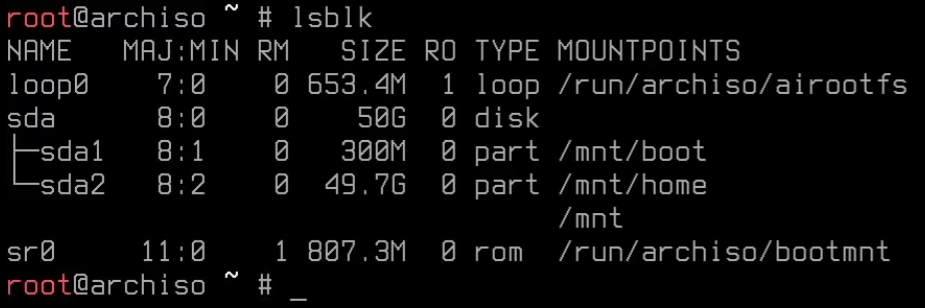 root@archiso ~ # lsblk
NAME   MAJ:MIN RM   SIZE RO TYPE MOUNTPOINTS
loop0    7:0    0 653.4M  1 loop /run/archiso/airootfs
sda      8:0    0    50G  0 disk
├─sda1   8:1    0   300M  0 part /mnt/boot
└─sda2   8:2    0  49.7G  0 part /mnt/home
                                 /mnt
sr0     11:0    1 807.3M  0 rom  /run/archiso/bootmnt
root@archiso ~ # _